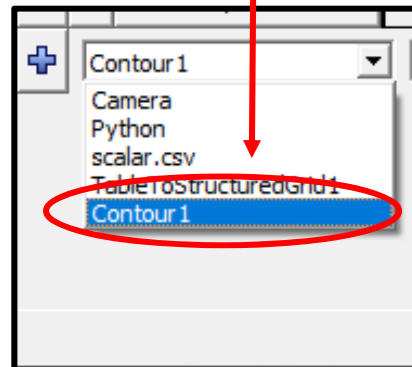 Contour1
Camera
Python
scalar.csv
TableToStructuredGrid1
Contour1